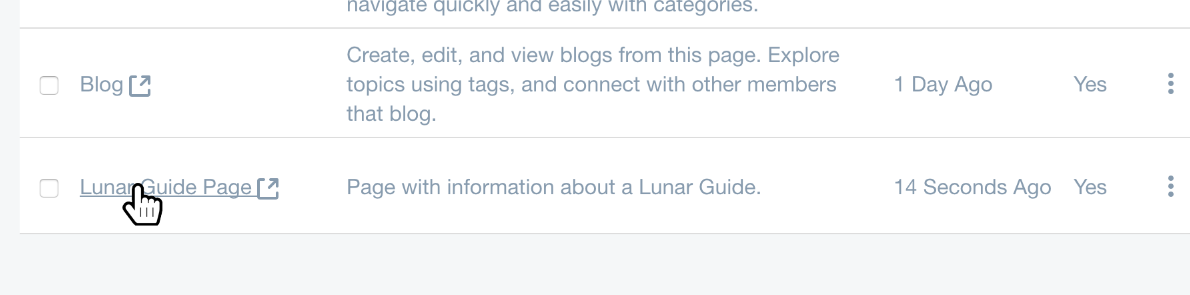 navigate quickly and easily with categories.
Blog
Create, edit, and view blogs from this page. Explore
topics using tags, and connect with other members
that blog.
1 Day Ago
Yes
Lunar Guide Page
Page with information about a Lunar Guide.
14 Seconds Ago
Yes